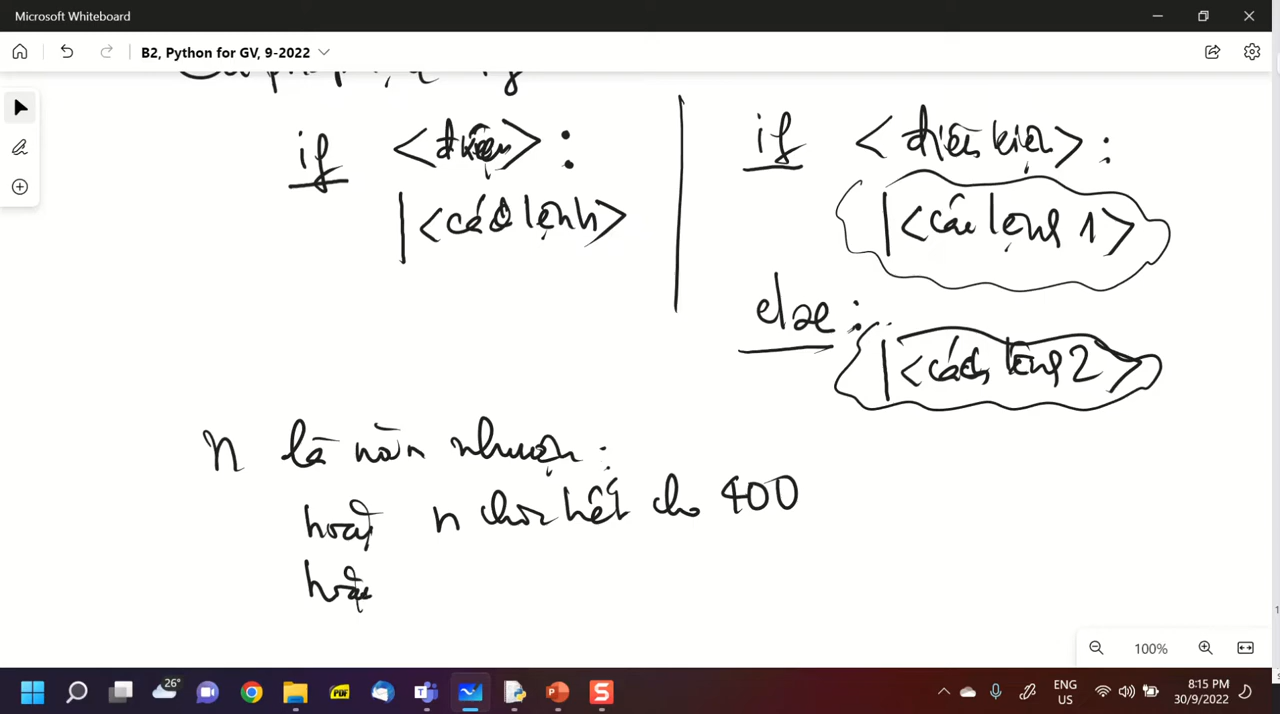 Microsoft Whiteboard
B2, Python for GV, 9-2022
if <đkiện> :
<các lệnh>
if <điều kiện> :
<các lệnh 1>
else :
<các lệnh 2>
n là năm nhuận :
hoặc n chia hết cho 400
hoặc
100%
26°
PDF
ENG
US
8:15 PM
30/9/2022